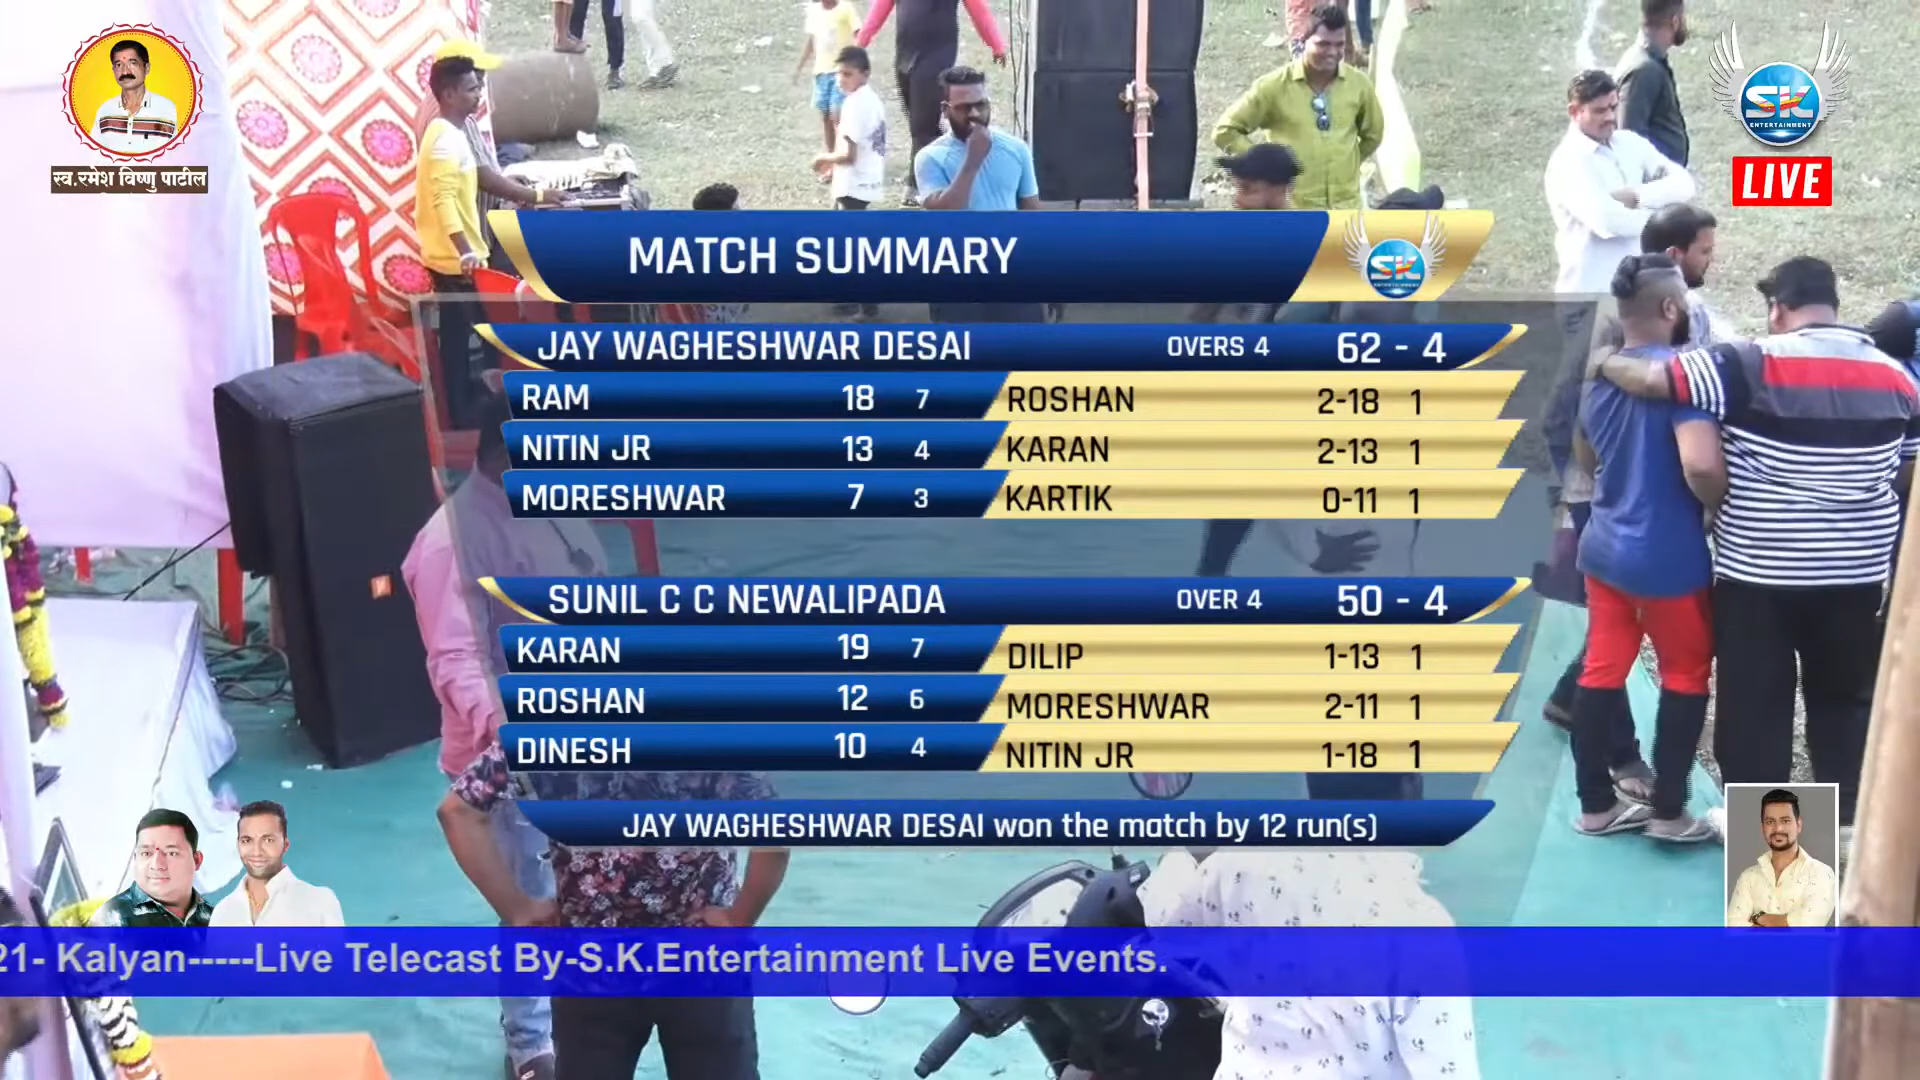 स्व.रमेश विष्णु पाटील
SK
ENTERTAINMENT
LIVE
MATCH SUMMARY
SK
ENTERTAINMENT
JAY WAGHESHWAR DESAI OVERS 4 62 - 4
RAM 18 7 ROSHAN 2-18 1
NITIN JR 13 4 KARAN 2-13 1
MORESHWAR 7 3 KARTIK 0-11 1
SUNIL C C NEWALIPADA OVER 4 50 - 4
KARAN 19 7 DILIP 1-13 1
ROSHAN 12 6 MORESHWAR 2-11 1
DINESH 10 4 NITIN JR 1-18 1
JAY WAGHESHWAR DESAI won the match by 12 run(s)
21- Kalyan-----Live Telecast By-S.K.Entertainment Live Events.